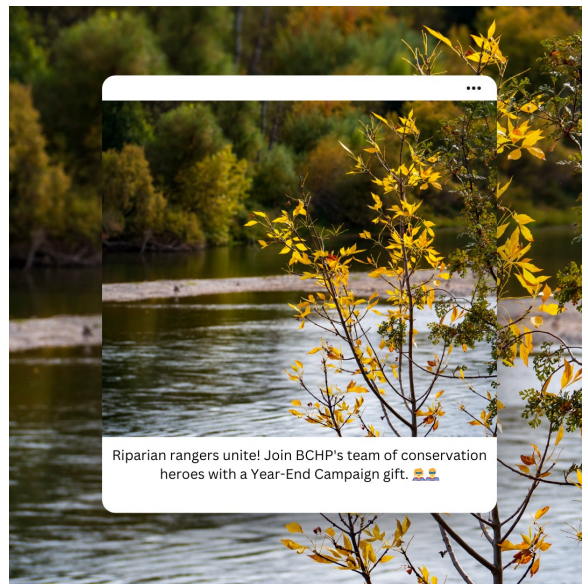 Riparian rangers unite! Join BCHP's team of conservation
heroes with a Year-End Campaign gift. 🦸🦸‍♂️